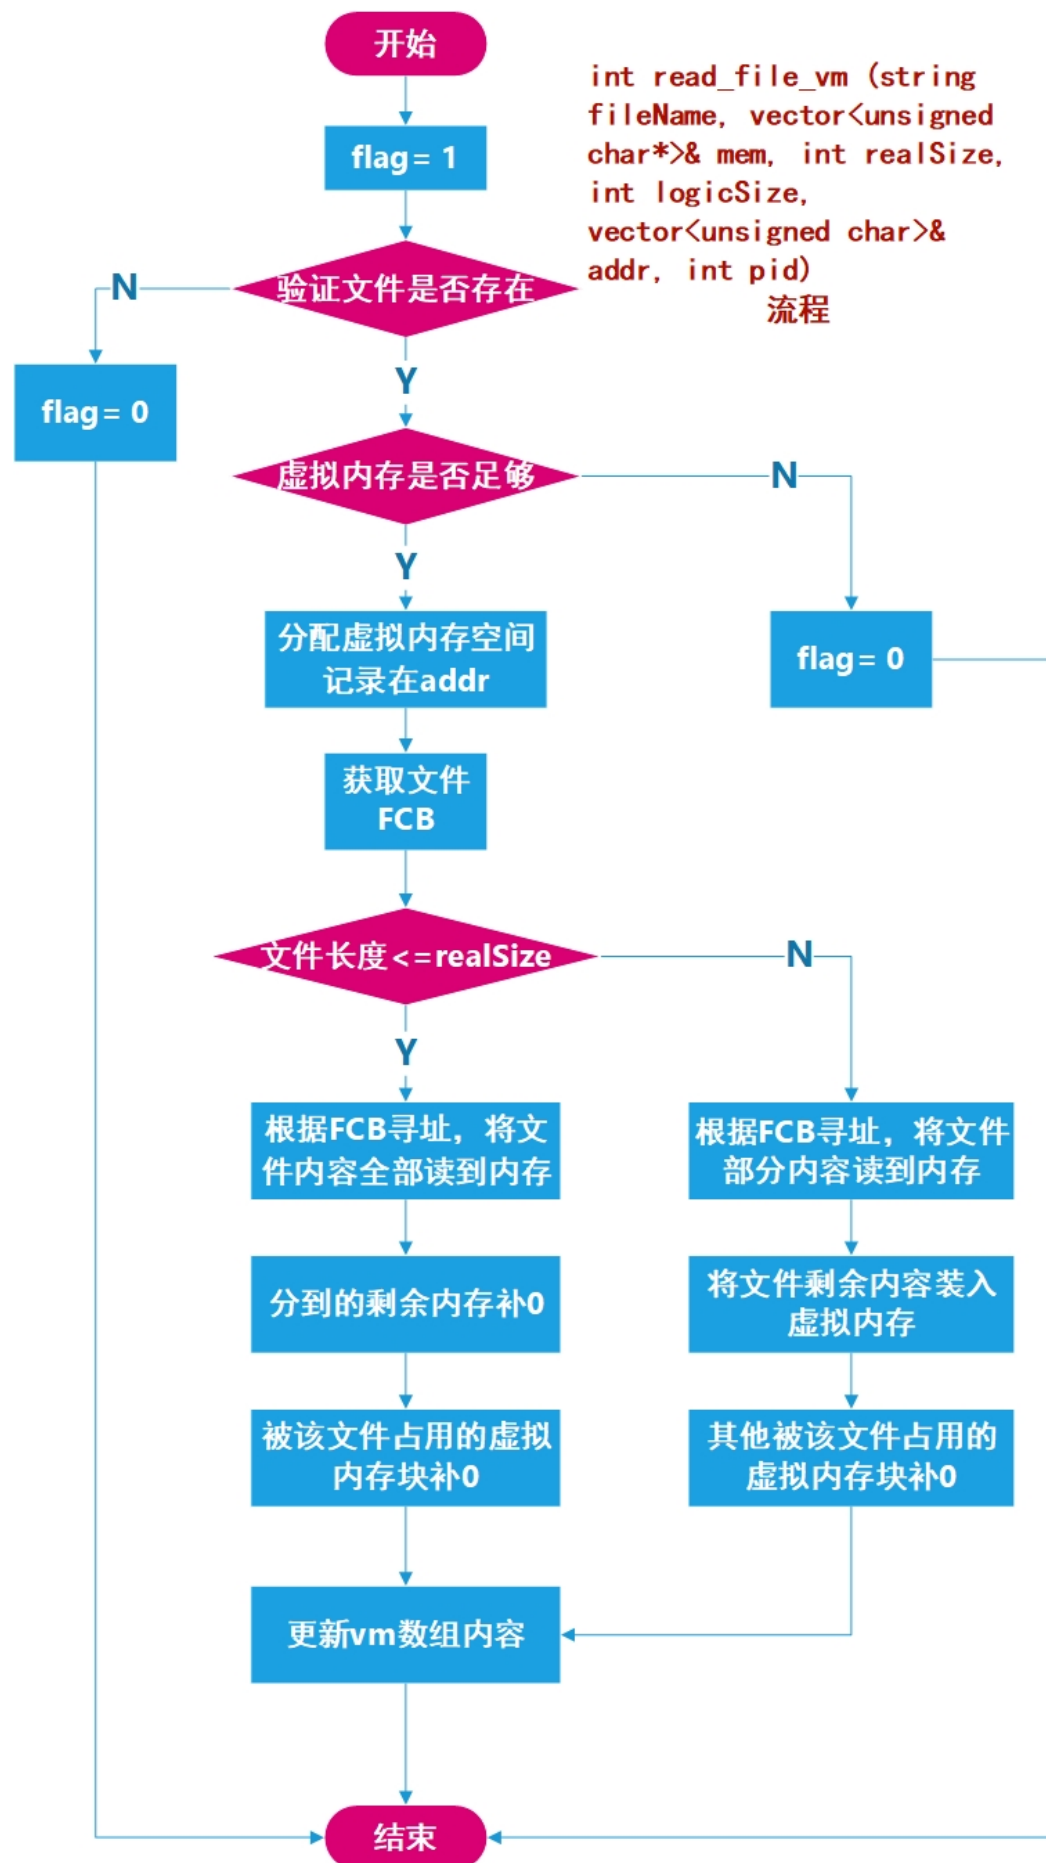 开始
int read_file_vm (string
fileName, vector<unsigned
char*>& mem, int realSize,
int logicSize,
vector<unsigned char>&
addr, int pid)
流程
flag= 1
验证文件是否存在
N
Y
flag= 0
虚拟内存是否足够
N
Y
分配虚拟内存空间
记录在addr
flag= 0
获取文件
FCB
文件长度<=realSize
N
Y
根据FCB寻址，将文
件内容全部读到内存
根据FCB寻址，将文件
部分内容读到内存
分到的剩余内存补0
将文件剩余内容装入
虚拟内存
被该文件占用的虚拟
内存块补0
其他被该文件占用的
虚拟内存块补0
更新vm数组内容
结束